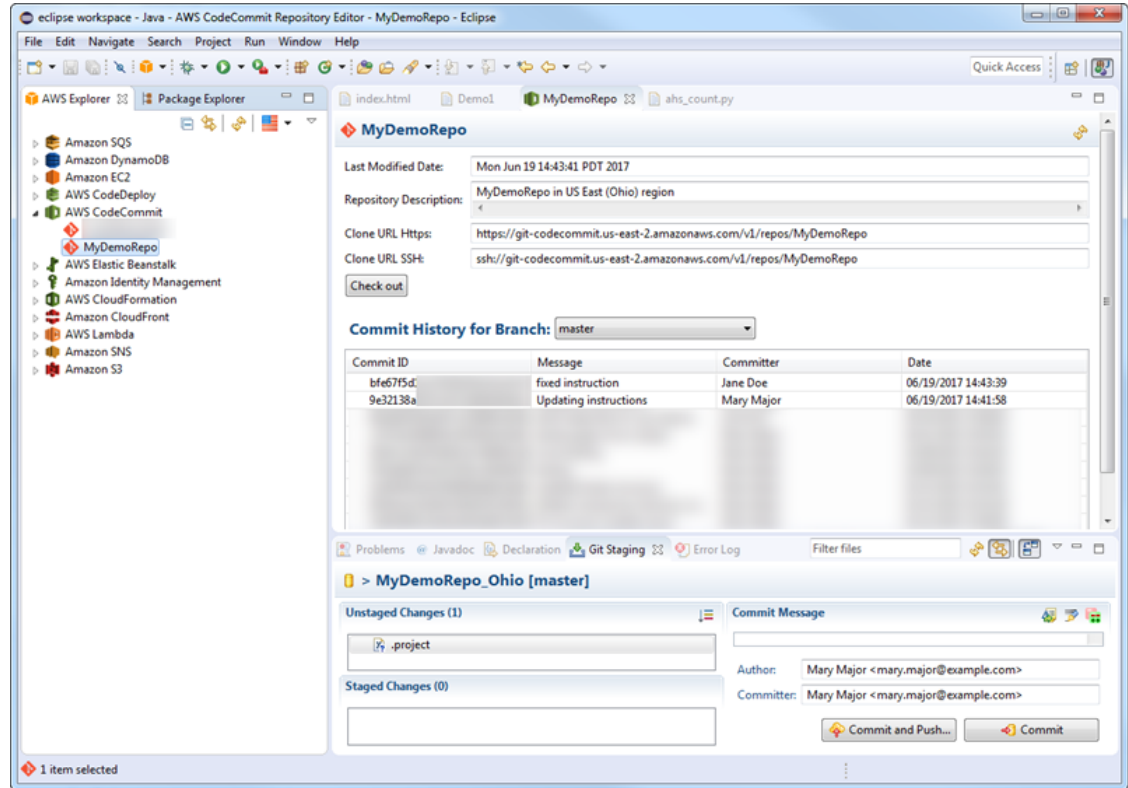 eclipse workspace - Java - AWS CodeCommit Repository Editor - MyDemoRepo - Eclipse
File Edit Navigate Search Project Run Window Help
Quick Access
AWS Explorer Package Explorer
index.html Demo1 MyDemoRepo ahs_count.py
Amazon SQS
Amazon DynamoDB
Amazon EC2
AWS CodeDeploy
AWS CodeCommit
MyDemoRepo
AWS Elastic Beanstalk
Amazon Identity Management
AWS CloudFormation
Amazon CloudFront
AWS Lambda
Amazon SNS
Amazon S3
MyDemoRepo
Last Modified Date: Mon Jun 19 14:43:41 PDT 2017
Repository Description: MyDemoRepo in US East (Ohio) region
Clone URL Https: https://git-codecommit.us-east-2.amazonaws.com/v1/repos/MyDemoRepo
Clone URL SSH: ssh://git-codecommit.us-east-2.amazonaws.com/v1/repos/MyDemoRepo
Check out
Commit History for Branch: master
Commit ID Message Committer Date
bfe67f5d fixed instruction Jane Doe 06/19/2017 14:43:39
9e32138a Updating instructions Mary Major 06/19/2017 14:41:58
Problems Javadoc Declaration Git Staging Error Log Filter files
> MyDemoRepo_Ohio [master]
Unstaged Changes (1)
.project
Staged Changes (0)
Commit Message
Author: Mary Major <mary.major@example.com>
Committer: Mary Major <mary.major@example.com>
Commit and Push... Commit
1 item selected